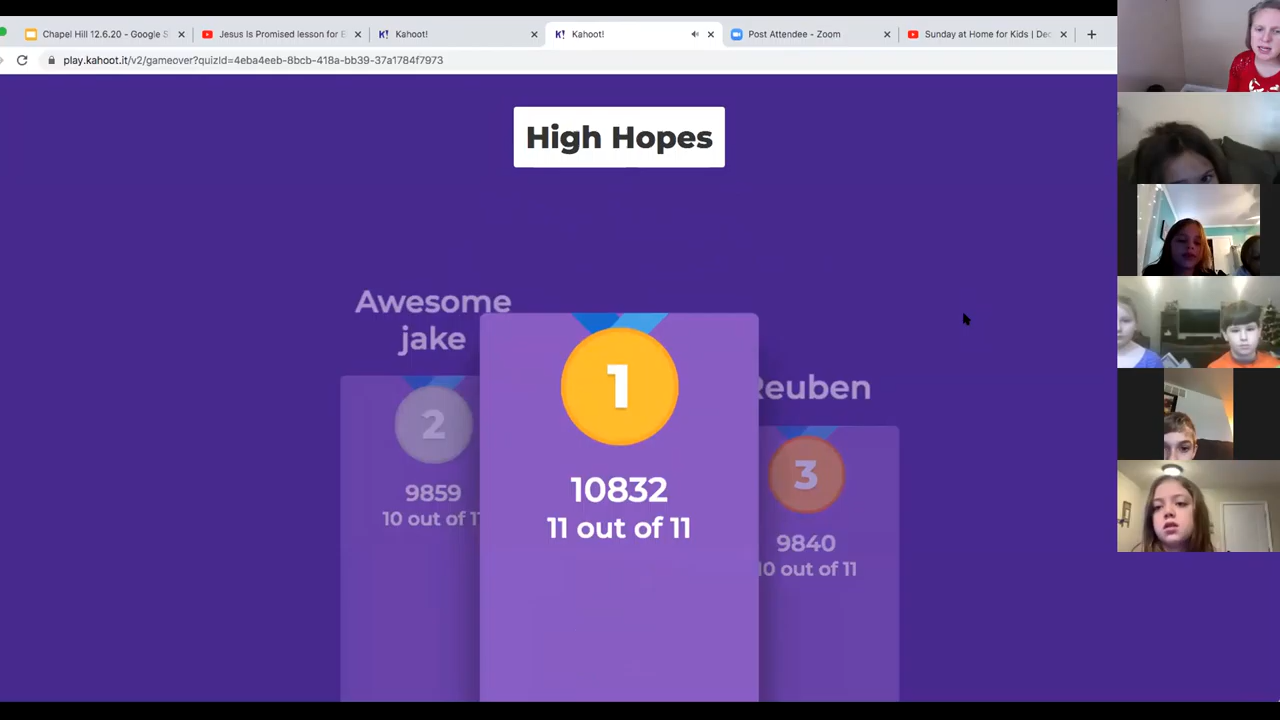 Chapel Hill 12.6.20 - Google S
Jesus Is Promised lesson for E
K! Kahoot!
K! Kahoot!
Post Attendee - Zoom
Sunday at Home for Kids | Dec
play.kahoot.it/v2/gameover?quizId=4eba4eeb-8bcb-418a-bb39-37a1784f7973
High Hopes
Awesome
jake
2
9859
10 out of 11
1
10832
11 out of 11
Reuben
3
9840
10 out of 11